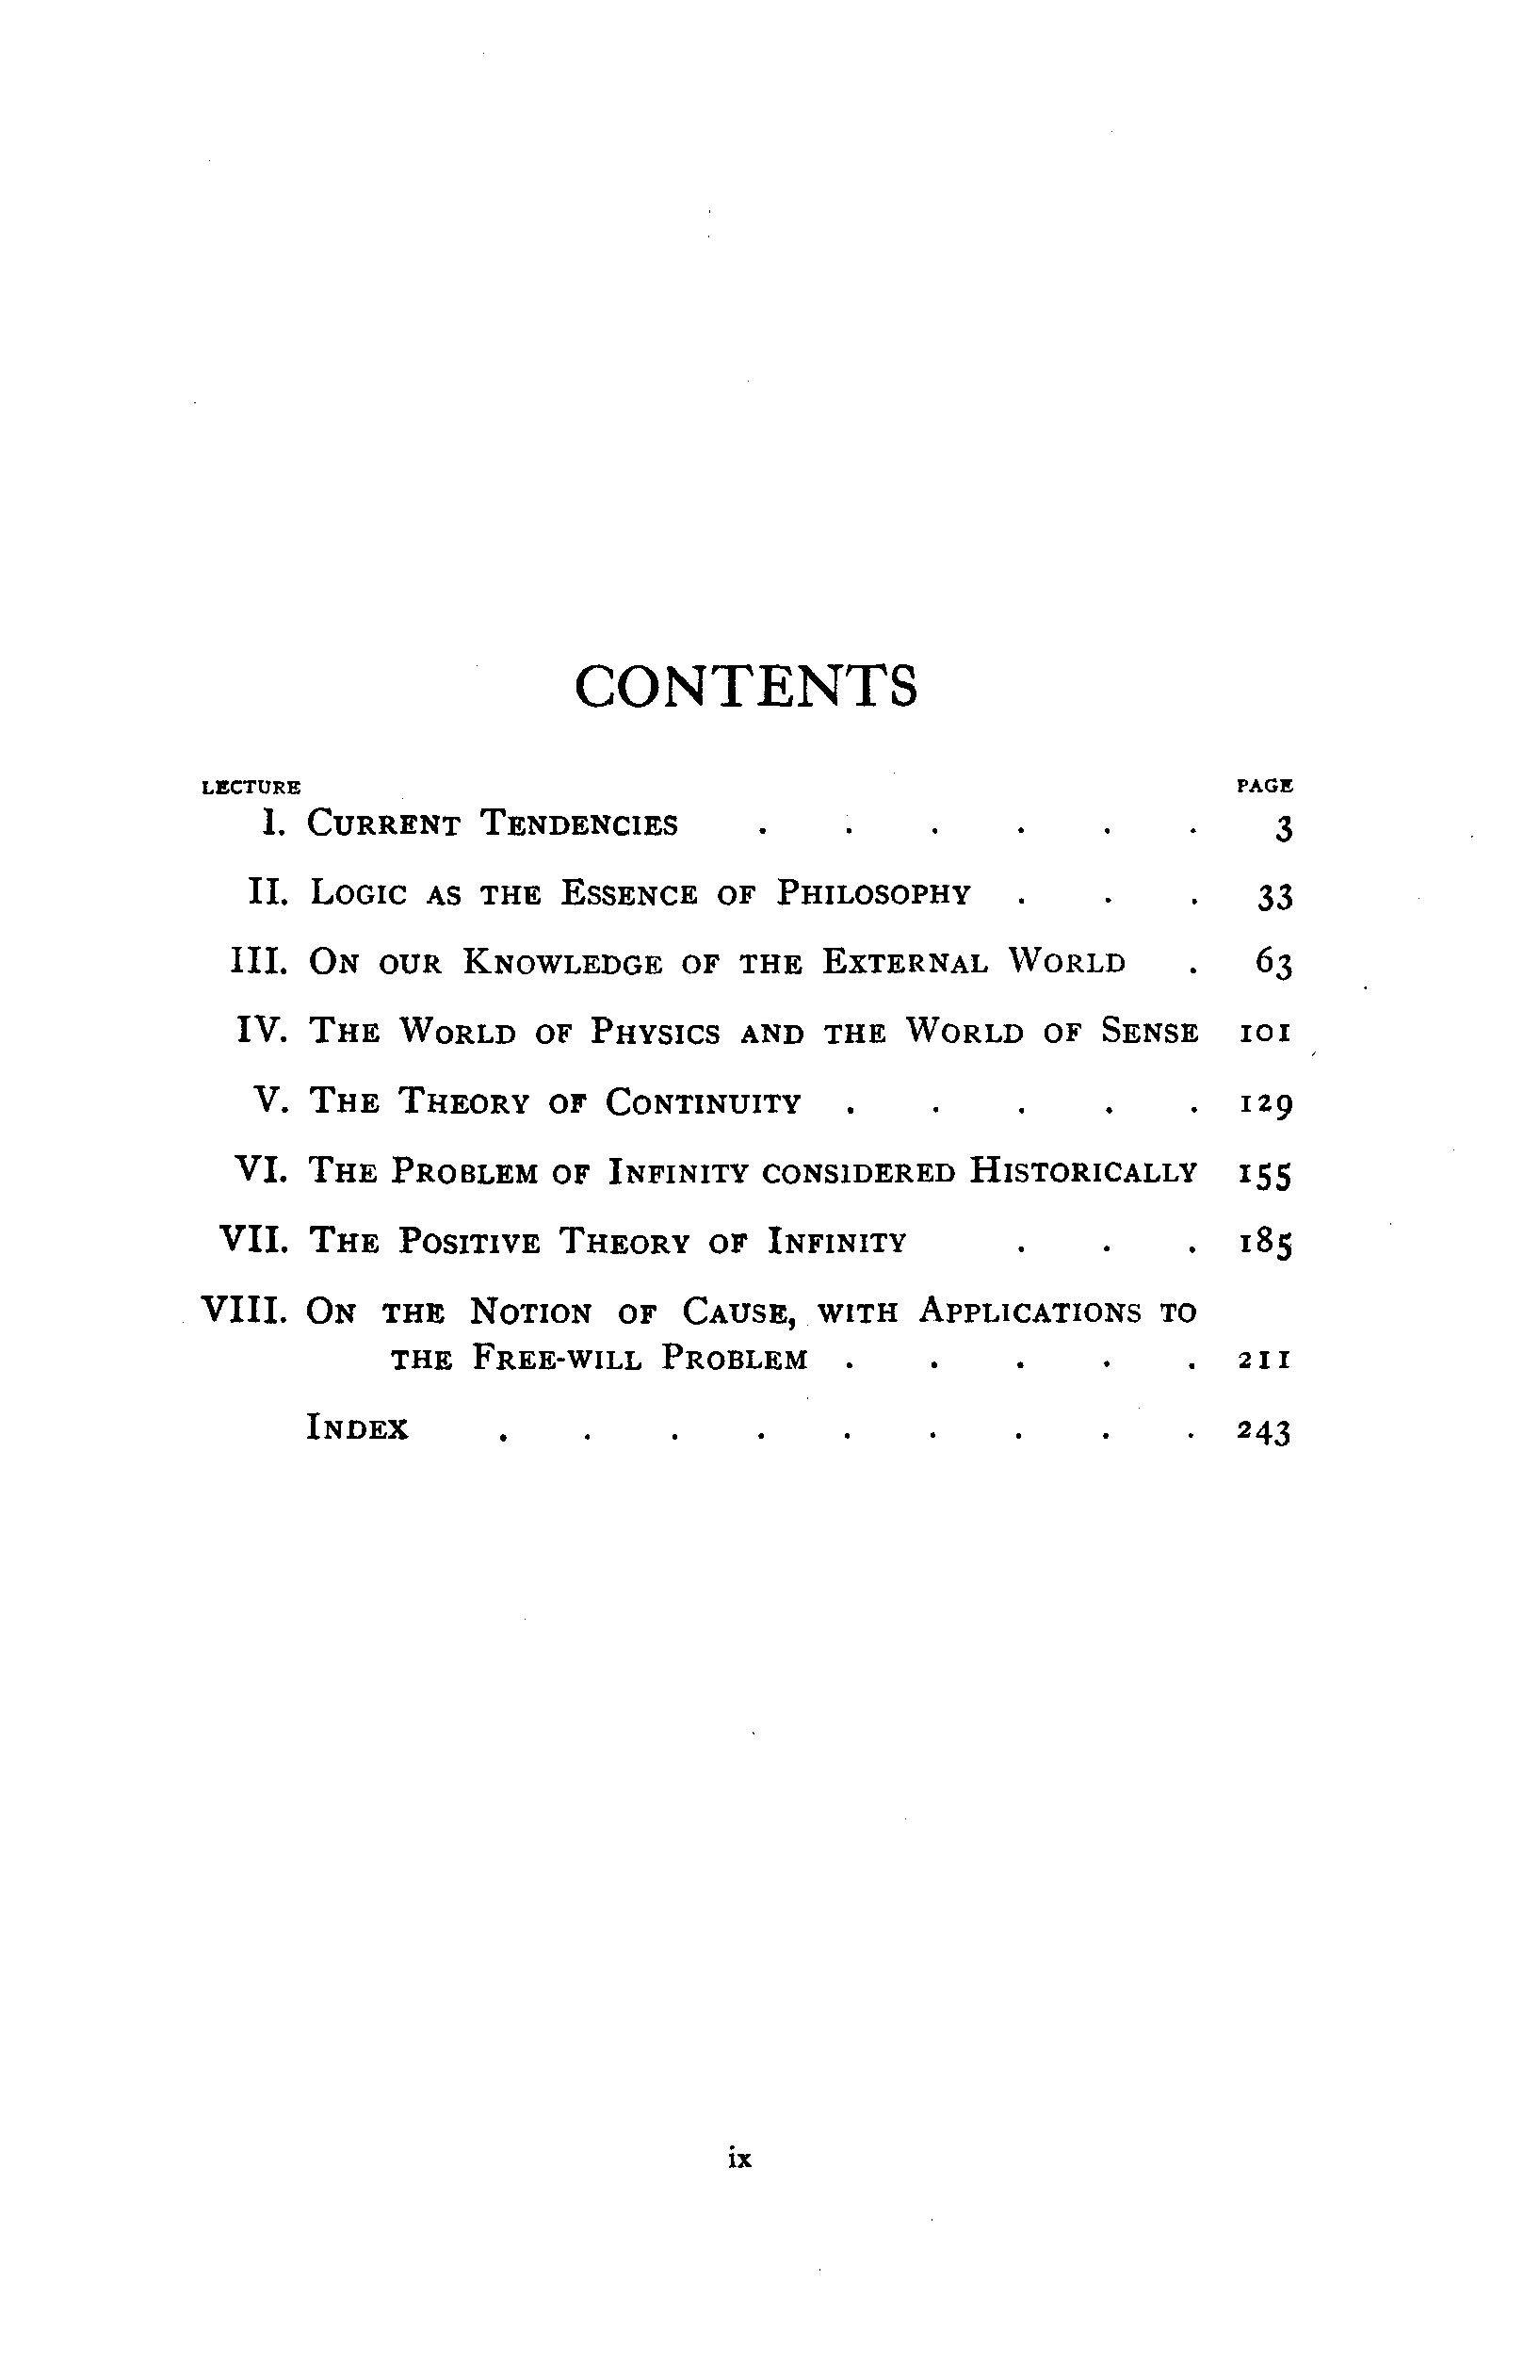 CONTENTS
LECTURE PAGE
I. CURRENT TENDENCIES . . . . . . 3
II. LOGIC AS THE ESSENCE OF PHILOSOPHY . . . 33
III. ON OUR KNOWLEDGE OF THE EXTERNAL WORLD . 63
IV. THE WORLD OF PHYSICS AND THE WORLD OF SENSE 101
V. THE THEORY OF CONTINUITY . . . . . 129
VI. THE PROBLEM OF INFINITY CONSIDERED HISTORICALLY 155
VII. THE POSITIVE THEORY OF INFINITY . . . 185
VIII. ON THE NOTION OF CAUSE, WITH APPLICATIONS TO
THE FREE-WILL PROBLEM . . . . . 211
INDEX . . . . . . . . . 243
ix